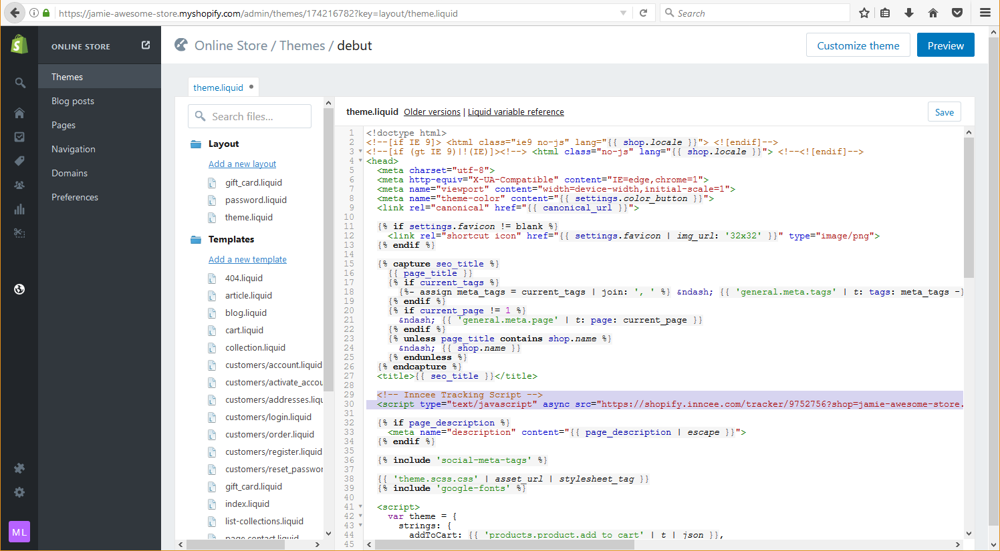 https://jamie-awesome-store.myshopify.com/admin/themes/174216782?key=layout/theme.liquid
Search
ONLINE STORE
Themes
Blog posts
Pages
Navigation
Domains
Preferences
ML
Online Store / Themes / debut
Customize theme
Preview
theme.liquid
Search files...
Layout
Add a new layout
gift_card.liquid
password.liquid
theme.liquid
Templates
Add a new template
404.liquid
article.liquid
blog.liquid
cart.liquid
collection.liquid
customers/account.liquid
customers/activate_accou
customers/addresses.liqu
customers/login.liquid
customers/order.liquid
customers/register.liquid
customers/reset_passwor
gift_card.liquid
index.liquid
list-collections.liquid
page.contact.liquid
theme.liquid Older versions | Liquid variable reference
Save
1 <!doctype html>
2 <!--[if IE 9]> <html class="ie9 no-js" lang="{{ shop.locale }}"> <![endif]-->
3 <!--[if (gt IE 9)|!(IE)]><!--> <html class="no-js" lang="{{ shop.locale }}"> <!--<![endif]-->
4 <head>
5 <meta charset="utf-8">
6 <meta http-equiv="X-UA-Compatible" content="IE=edge,chrome=1">
7 <meta name="viewport" content="width=device-width,initial-scale=1">
8 <meta name="theme-color" content="{{ settings.color_button }}">
9 <link rel="canonical" href="{{ canonical_url }}">
10
11 {% if settings.favicon != blank %}
12 <link rel="shortcut icon" href="{{ settings.favicon | img_url: '32x32' }}" type="image/png">
13 {% endif %}
14
15 {% capture seo_title %}
16 {{ page_title }}
17 {% if current_tags %}
18 {%- assign meta_tags = current_tags | join: ', ' %} &ndash; {{ 'general.meta.tags' | t: tags: meta_tags -}
19 {% endif %}
20 {% if current_page != 1 %}
21 &ndash; {{ 'general.meta.page' | t: page: current_page }}
22 {% endif %}
23 {% unless page_title contains shop.name %}
24 &ndash; {{ shop.name }}
25 {% endunless %}
26 {% endcapture %}
27 <title>{{ seo_title }}</title>
28
29 <!-- Inncee Tracking Script -->
30 <script type="text/javascript" async src="https://shopify.inncee.com/tracker/9752756?shop=jamie-awesome-store.
31
32 {% if page_description %}
33 <meta name="description" content="{{ page_description | escape }}">
34 {% endif %}
35
36 {% include 'social-meta-tags' %}
37
38 {{ 'theme.scss.css' | asset_url | stylesheet_tag }}
39 {% include 'google-fonts' %}
40
41 <script>
42 var theme = {
43 strings: {
44 addToCart: {{ 'products.product.add_to_cart' | t | json }},
45